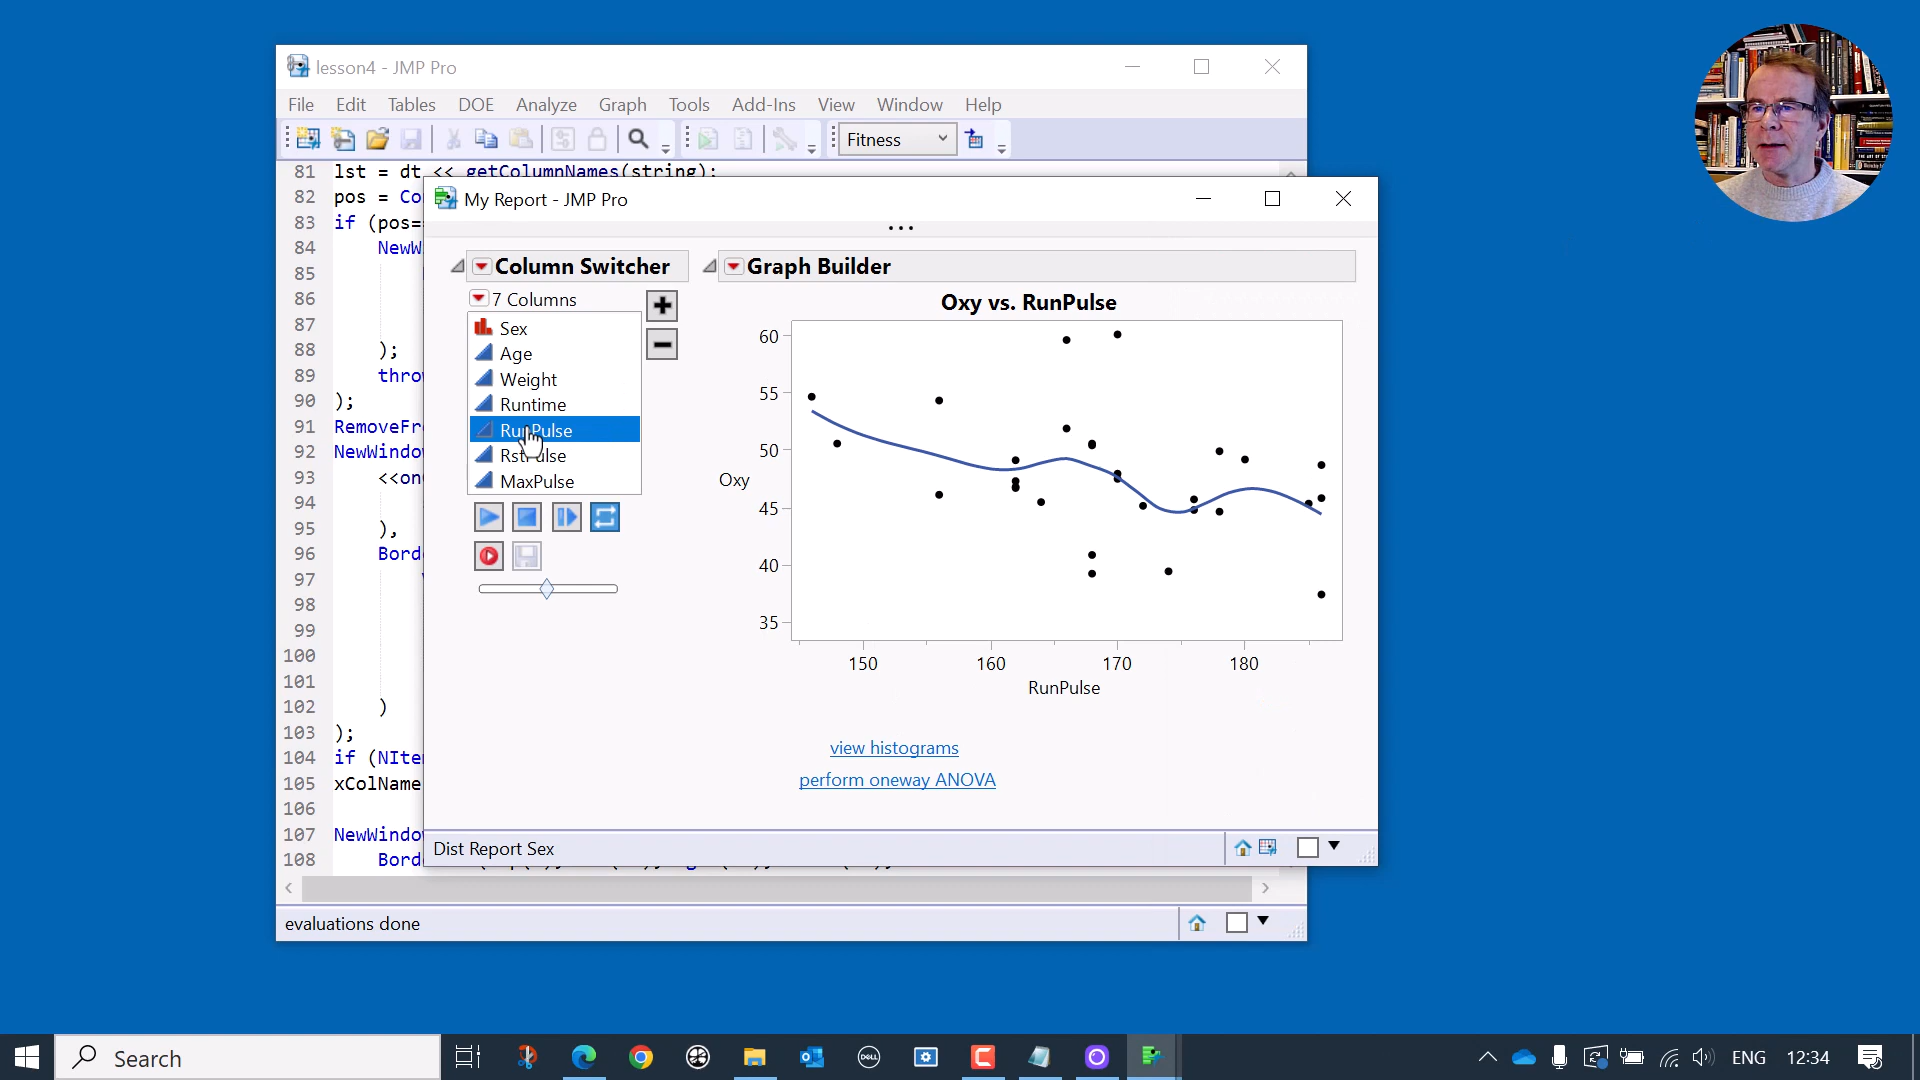 lesson4 - JMP Pro
File Edit Tables DOE Analyze Graph Tools Add-Ins View Window Help
Fitness
81 lst = dt << getColumnNames(string);
82 pos = Co
83 if (pos=
84 NewW
85
86
87
88 );
89 throw
90 );
91 RemoveFr
92 NewWindow
93 <<on
94
95 ),
96 Bord
97
98
99
100
101
102 )
103 );
104 if (NIte
105 xColName
106
107 NewWindow
108 Bord
evaluations done
My Report - JMP Pro
Column Switcher
7 Columns
Sex
Age
Weight
Runtime
RunPulse
RstPulse
MaxPulse
Graph Builder
Oxy vs. RunPulse
60
55
50
45
40
35
Oxy
150 160 170 180
RunPulse
view histograms
perform oneway ANOVA
Dist Report Sex
Search
DELL
ENG 12:34